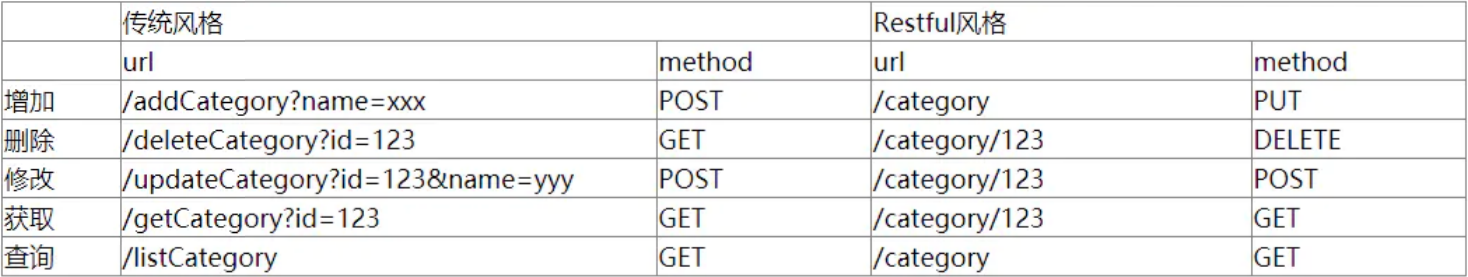 传统风格 Restful风格
url method url method
增加 /addCategory?name=xxx POST /category PUT
删除 /deleteCategory?id=123 GET /category/123 DELETE
修改 /updateCategory?id=123&name=yyy POST /category/123 POST
获取 /getCategory?id=123 GET /category/123 GET
查询 /listCategory GET /category GET